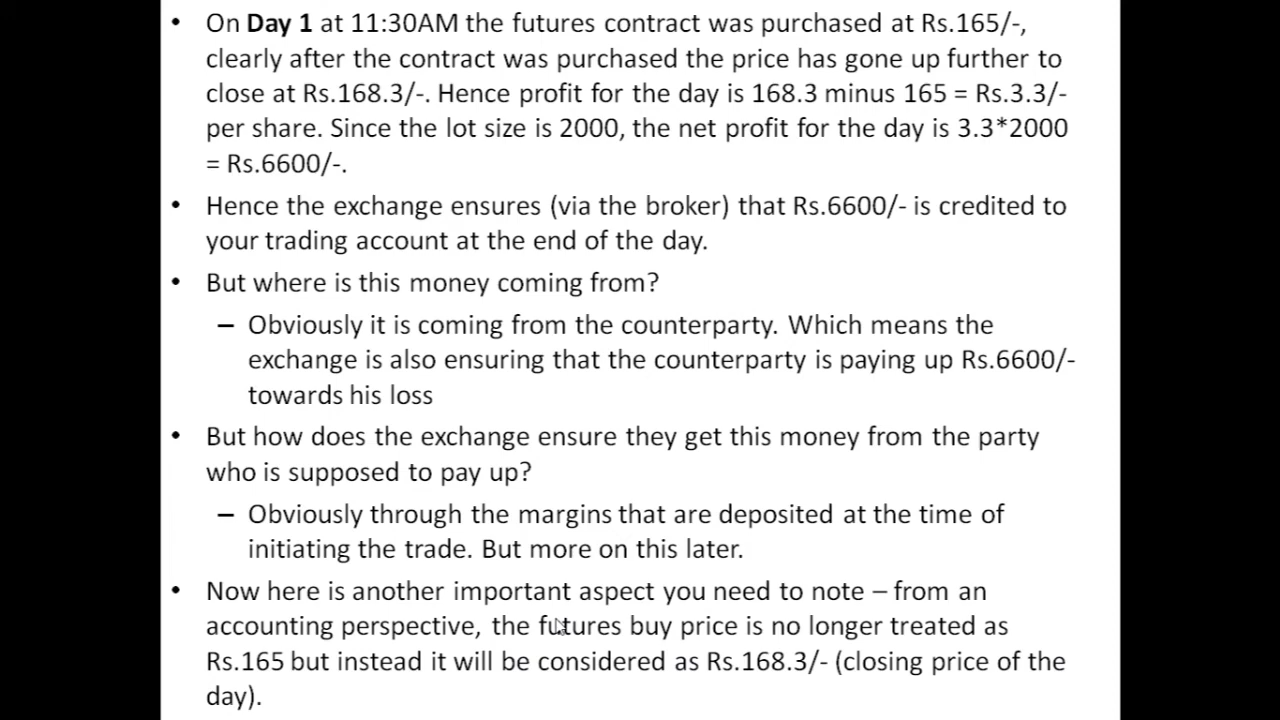 • On Day 1 at 11:30AM the futures contract was purchased at Rs.165/-,
clearly after the contract was purchased the price has gone up further to
close at Rs.168.3/-. Hence profit for the day is 168.3 minus 165 = Rs.3.3/-
per share. Since the lot size is 2000, the net profit for the day is 3.3*2000
= Rs.6600/-.
• Hence the exchange ensures (via the broker) that Rs.6600/- is credited to
your trading account at the end of the day.
• But where is this money coming from?
– Obviously it is coming from the counterparty. Which means the
exchange is also ensuring that the counterparty is paying up Rs.6600/-
towards his loss
• But how does the exchange ensure they get this money from the party
who is supposed to pay up?
– Obviously through the margins that are deposited at the time of
initiating the trade. But more on this later.
• Now here is another important aspect you need to note – from an
accounting perspective, the futures buy price is no longer treated as
Rs.165 but instead it will be considered as Rs.168.3/- (closing price of the
day).